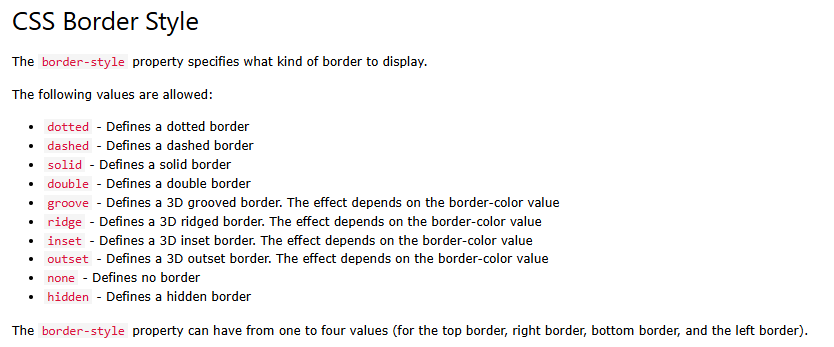 CSS Border Style
The border-style property specifies what kind of border to display.
The following values are allowed:
• dotted - Defines a dotted border
• dashed - Defines a dashed border
• solid - Defines a solid border
• double - Defines a double border
• groove - Defines a 3D grooved border. The effect depends on the border-color value
• ridge - Defines a 3D ridged border. The effect depends on the border-color value
• inset - Defines a 3D inset border. The effect depends on the border-color value
• outset - Defines a 3D outset border. The effect depends on the border-color value
• none - Defines no border
• hidden - Defines a hidden border
The border-style property can have from one to four values (for the top border, right border, bottom border, and the left border).